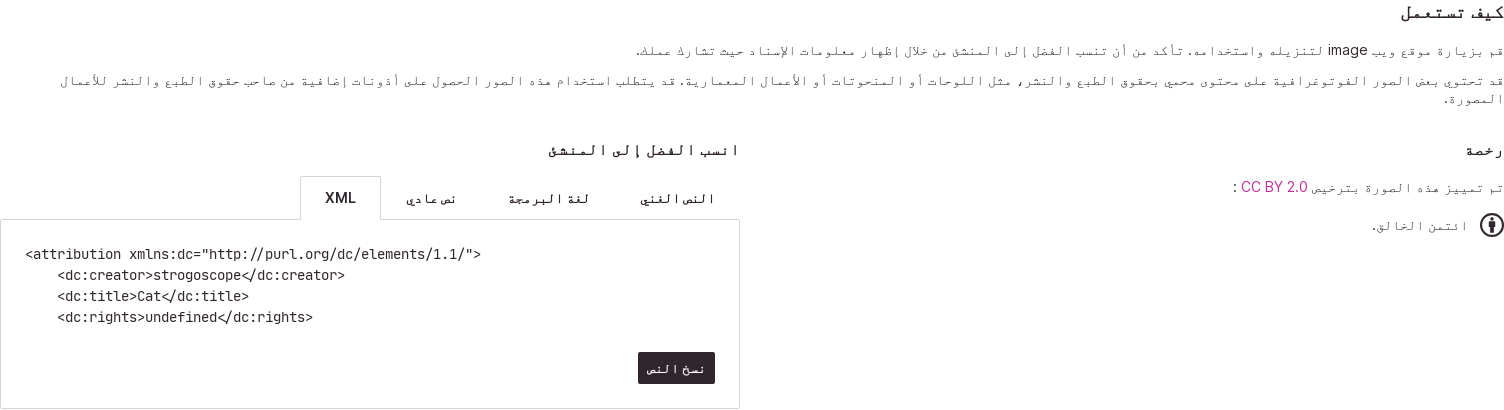 كيف تستعمل
قم بزيارة موقع ويب image لتنزيله واستخدامه. تأكد من أن تنسب الفضل إلى المنشئ من خلال إظهار معلومات الإسناد حيث تشارك عملك.
قد تحتوي بعض الصور الفوتوغرافية على محتوى محمي بحقوق الطبع والنشر، مثل اللوحات أو المنحوتات أو الأعمال المعمارية. قد يتطلب استخدام هذه الصور الحصول على أذونات إضافية من صاحب حقوق الطبع والنشر للأعمال
المصورة.
رخصة
تم تمييز هذه الصورة بترخيص CC BY 2.0 :
ائتمن الخالق.
انسب الفضل إلى المنشئ
النص الغني
لغة البرمجة
نص عادي
XML
<attribution xmlns:dc="http://purl.org/dc/elements/1.1/">
<dc:creator>strogoscope</dc:creator>
<dc:title>Cat</dc:title>
<dc:rights>undefined</dc:rights>
نسخ النص